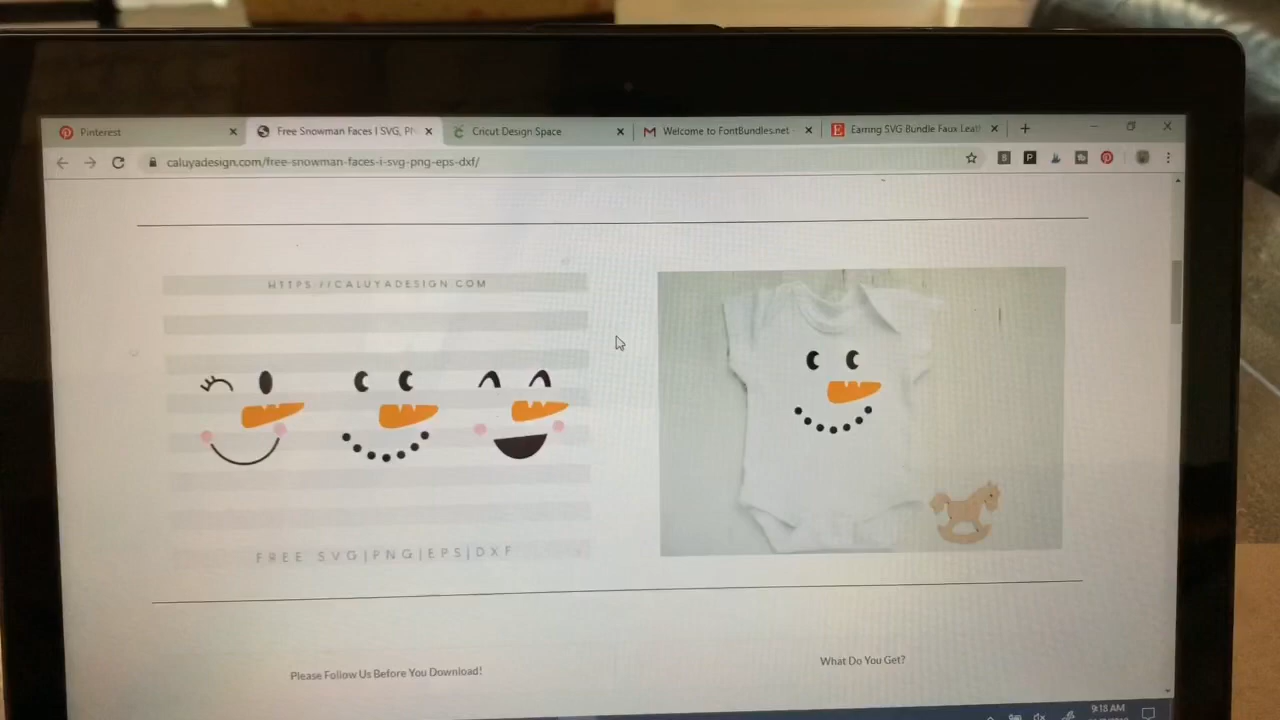 Pinterest
Free Snowman Faces I SVG, P
Cricut Design Space
Welcome to FontBundles.net
Earring SVG Bundle Faux Leat
caluyadesign.com/free-snowman-faces-i-svg-png-eps-dxf/
HTTPS://CALUYADESIGN.COM
FREE SVG|PNG|EPS|DXF
Please Follow Us Before You Download!
What Do You Get?
9:18 AM